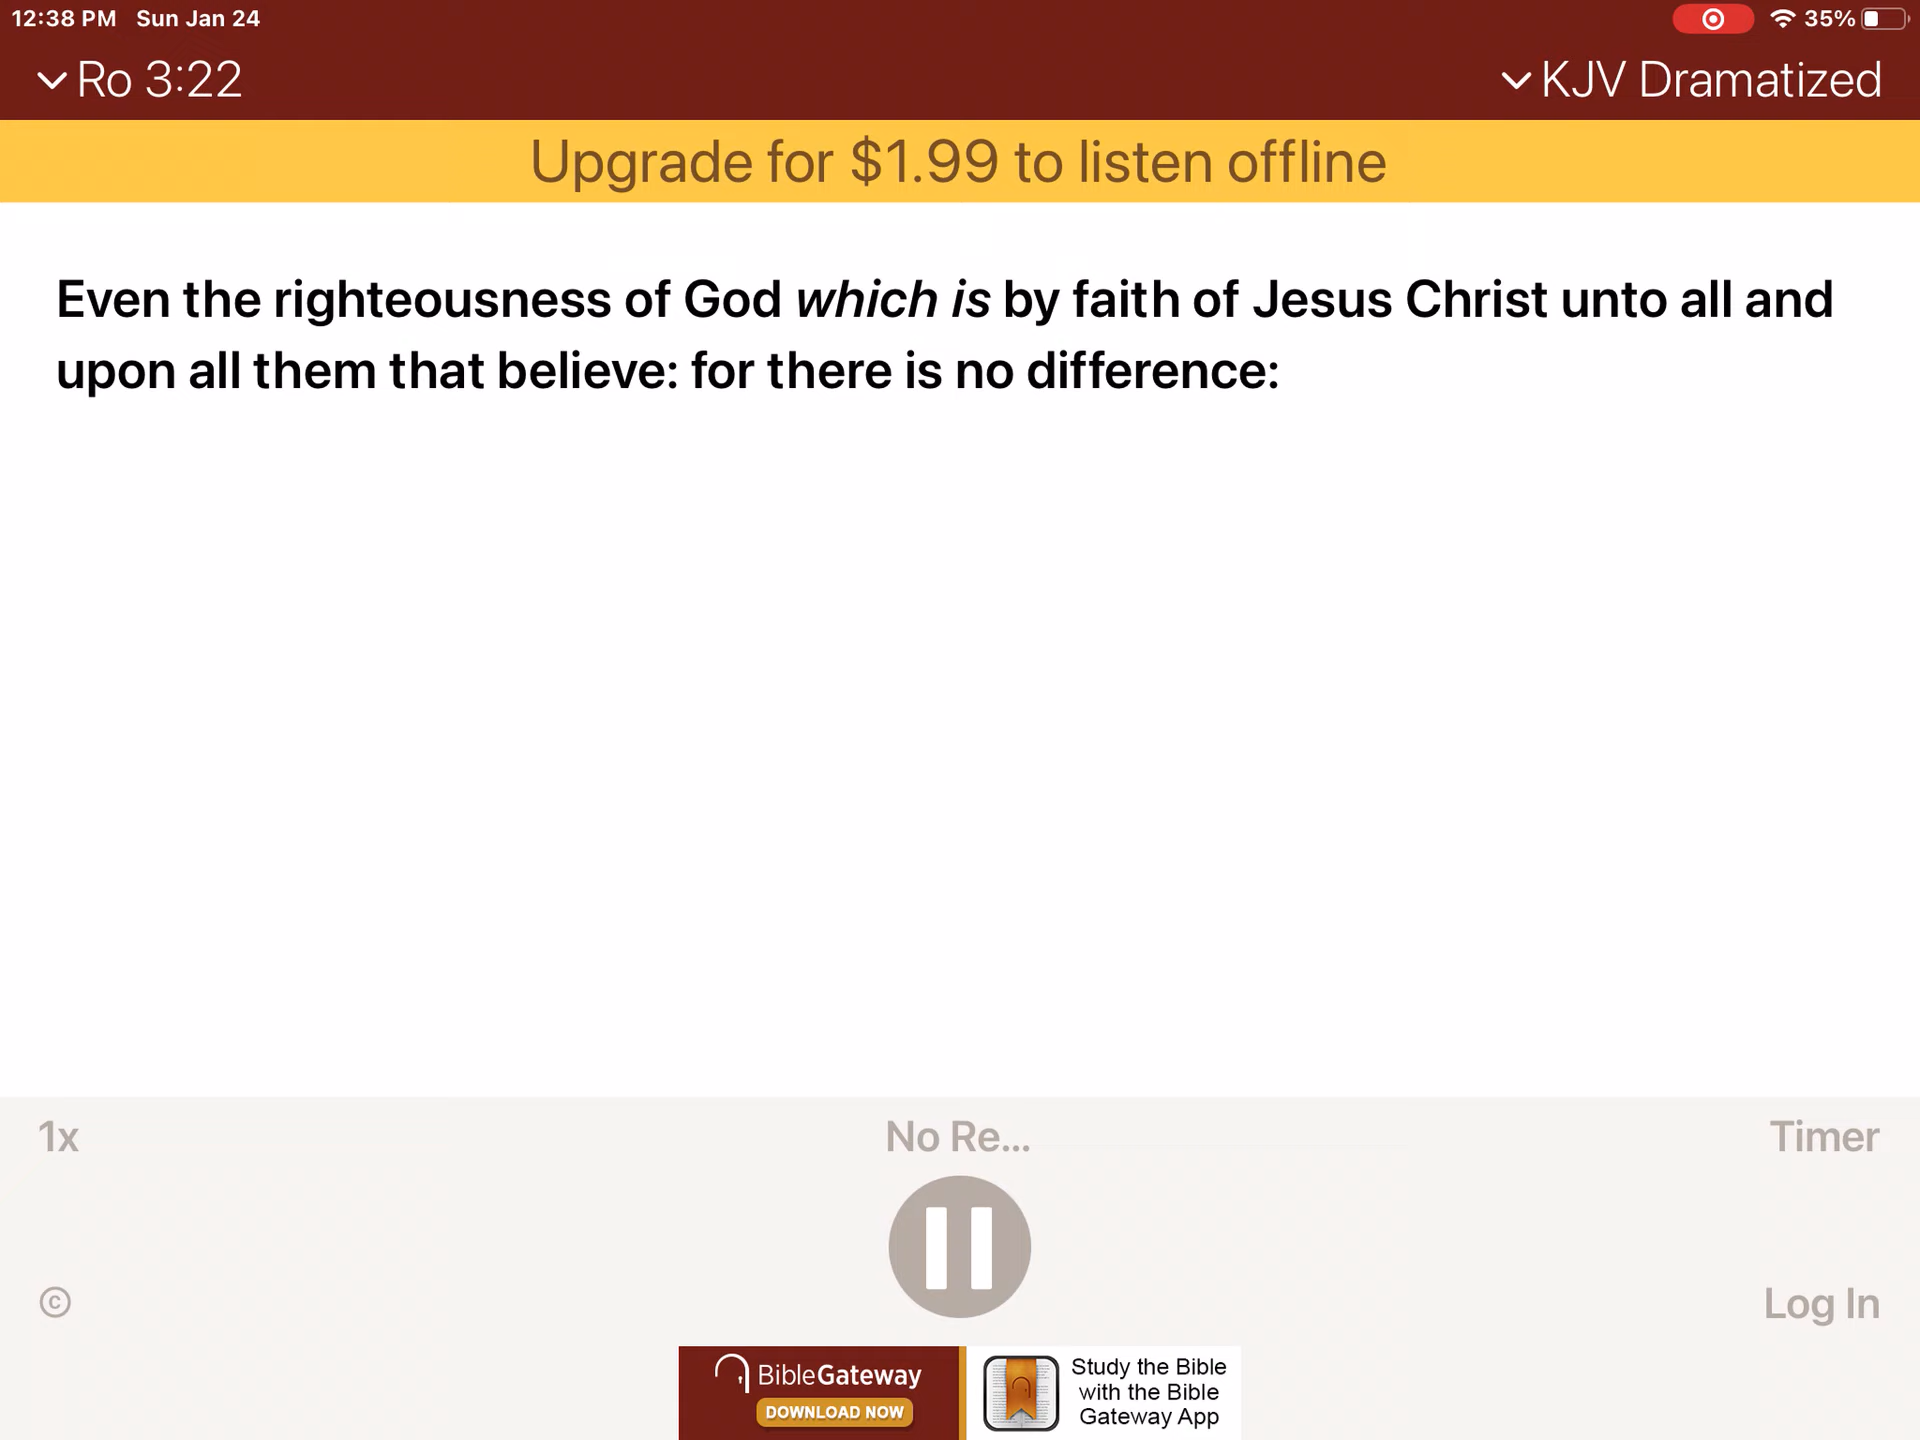 12:38 PM Sun Jan 24 35%
Ro 3:22 KJV Dramatized
Upgrade for $1.99 to listen offline
Even the righteousness of God which is by faith of Jesus Christ unto all and
upon all them that believe: for there is no difference:
1x No Re... Timer
© Log In
BibleGateway
DOWNLOAD NOW
Study the Bible
with the Bible
Gateway App